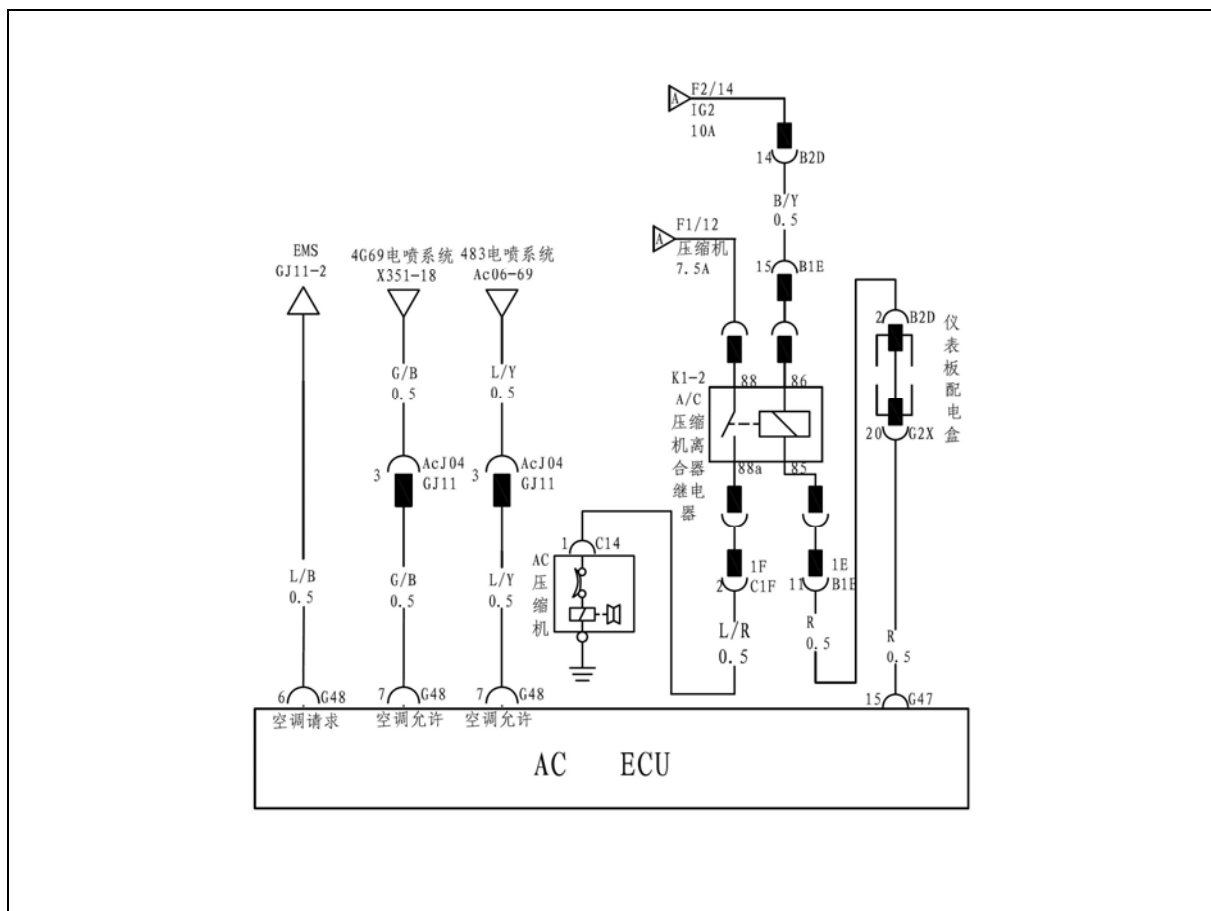 F2/14
IG2
10A
14
B2D
B/Y
0.5
F1/12
压缩机
7.5A
15
B1E
EMS
GJ11-2
4G69电喷系统
X351-18
483电喷系统
Ac06-69
A
A
2
B2D
仪表板配电盒
20
G2X
G/B
0.5
L/Y
0.5
K1-2
A/C
压缩机离合器继电器
88
86
88a
85
3
AcJ04
GJ11
3
AcJ04
GJ11
1
C14
AC
压缩机
1F
2
C1F
1E
11
B1E
L/B
0.5
G/B
0.5
L/Y
0.5
L/R
0.5
R
0.5
R
0.5
6
G48
7
G48
7
G48
15
G47
空调请求
空调允许
空调允许
AC ECU